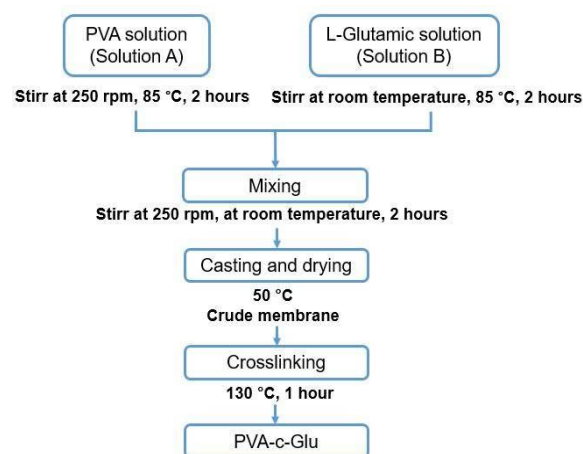 PVA solution
(Solution A)
L-Glutamic solution
(Solution B)
Stirr at 250 rpm, 85 °C, 2 hours
Stirr at room temperature, 85 °C, 2 hours
Mixing
Stirr at 250 rpm, at room temperature, 2 hours
Casting and drying
50 °C
Crude membrane
Crosslinking
130 °C, 1 hour
PVA-c-Glu